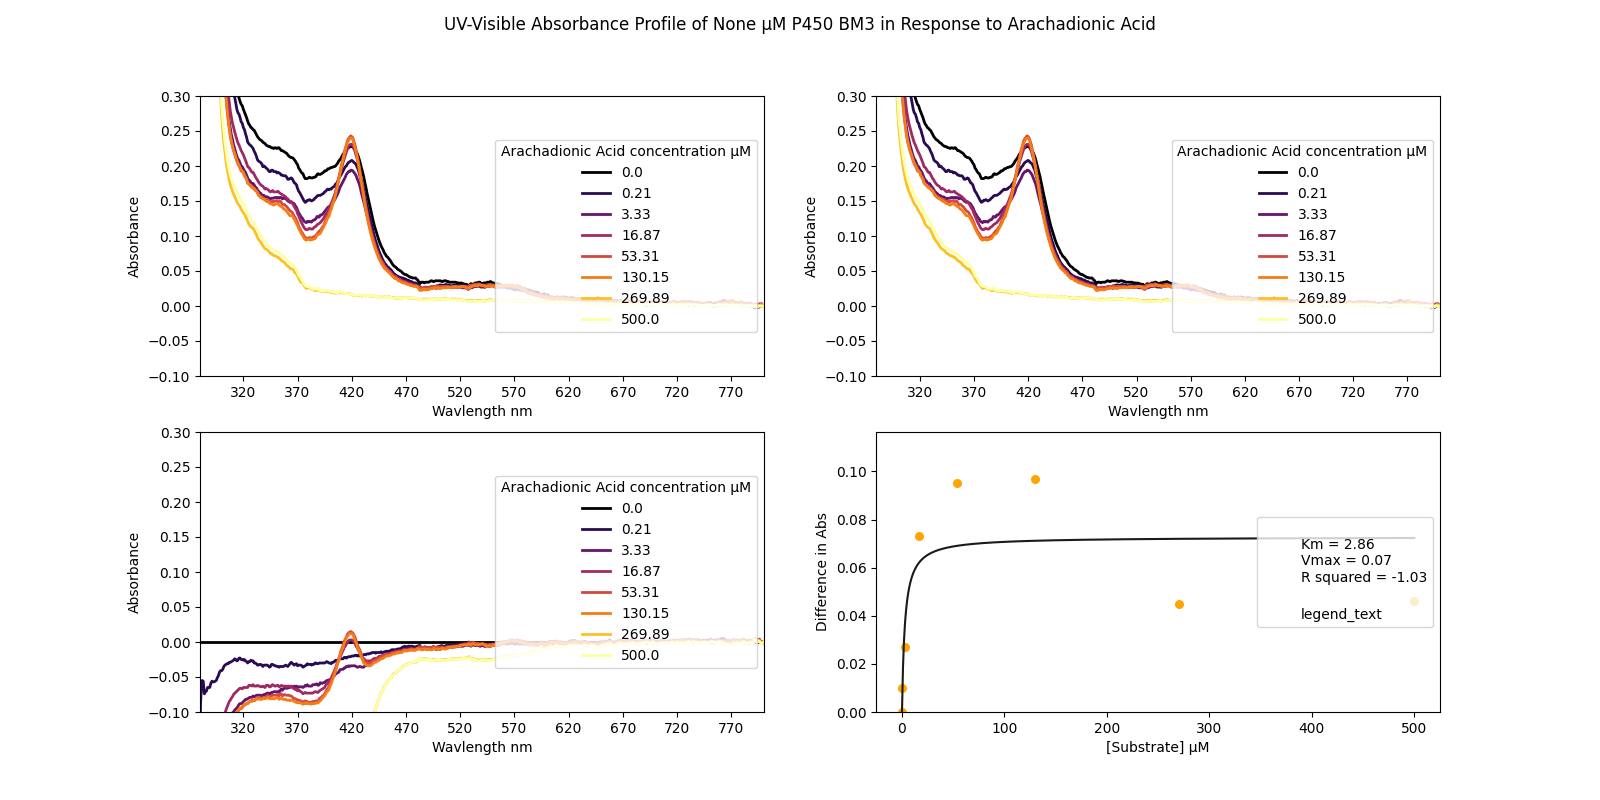 UV-Visible Absorbance Profile of None µM P450 BM3 in Response to Arachadionic Acid
0.30
0.25
0.20
0.15
0.10
0.05
0.00
−0.05
−0.10
Absorbance
320 370 420 470 520 570 620 670 720 770
Wavlength nm
Arachadionic Acid concentration µM
0.0
0.21
3.33
16.87
53.31
130.15
269.89
500.0
0.30
0.25
0.20
0.15
0.10
0.05
0.00
−0.05
−0.10
Absorbance
320 370 420 470 520 570 620 670 720 770
Wavlength nm
Arachadionic Acid concentration µM
0.0
0.21
3.33
16.87
53.31
130.15
269.89
500.0
0.30
0.25
0.20
0.15
0.10
0.05
0.00
−0.05
−0.10
Absorbance
320 370 420 470 520 570 620 670 720 770
Wavlength nm
Arachadionic Acid concentration µM
0.0
0.21
3.33
16.87
53.31
130.15
269.89
500.0
0.10
0.08
0.06
0.04
0.02
0.00
Difference in Abs
0 100 200 300 400 500
[Substrate] µM
Km = 2.86
Vmax = 0.07
R squared = -1.03
legend_text